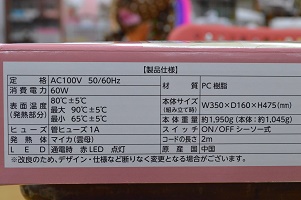 【製品仕様】
定格 AC100V 50/60Hz 材質 PC樹脂
消費電力 60W
表面温度(発熱部分) 80℃±5℃ 本体サイズ(組み立て時) W350×D160×H475(mm)
最大 90℃±5℃
最小 65℃±5℃ 本体重量 約1,950g(本体:約1,045g)
ヒューズ 管ヒューズ 1A スイッチ ON/OFF シーソー式
発熱体 マイカ(雲母) コードの長さ 2m
LED 通電時 赤LED 点灯 原産国 中国
※改良のため、デザイン・仕様など断りなく変更となる場合がございます。